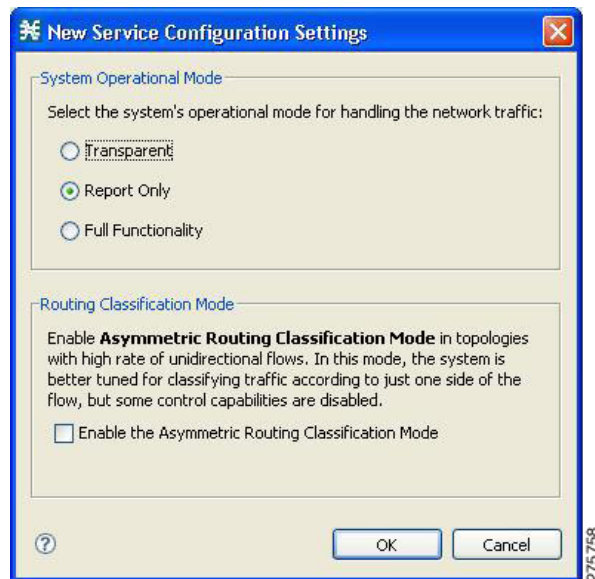 New Service Configuration Settings
System Operational Mode
Select the system's operational mode for handling the network traffic:
Transparent
Report Only
Full Functionality
Routing Classification Mode
Enable Asymmetric Routing Classification Mode in topologies
with high rate of unidirectional flows. In this mode, the system is
better tuned for classifying traffic according to just one side of the
flow, but some control capabilities are disabled.
Enable the Asymmetric Routing Classification Mode
?
OK
Cancel
275758